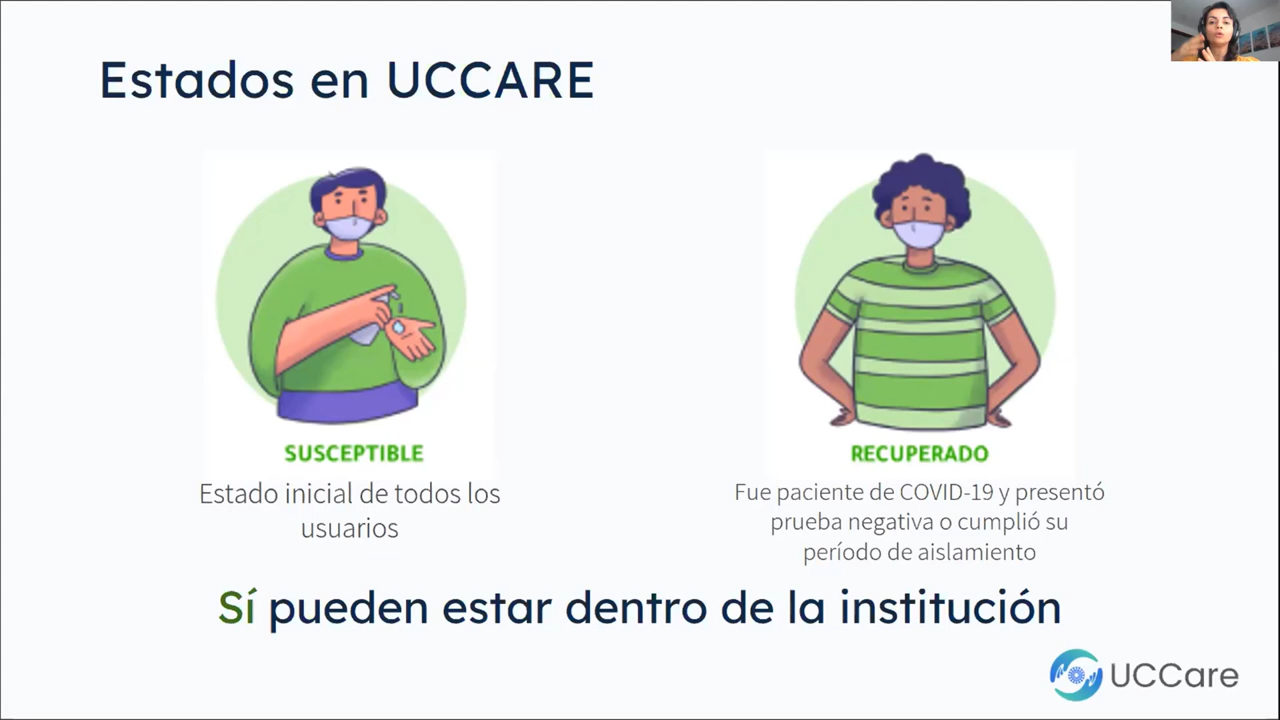 Estados en UCCARE
SUSCEPTIBLE
Estado inicial de todos los
usuarios
RECUPERADO
Fue paciente de COVID-19 y presentó
prueba negativa o cumplió su
período de aislamiento
Sí pueden estar dentro de la institución
UCCare